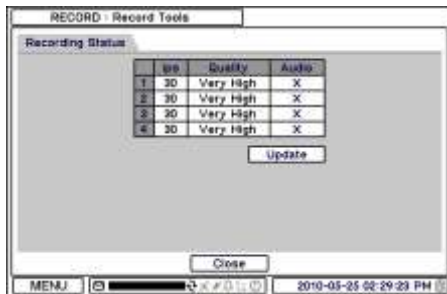 RECORD : Record Tools
Recording Status
ips Quality Audio
1 30 Very High X
2 30 Very High X
3 30 Very High X
4 30 Very High X
Update
Close
MENU 2010-05-25 02:29:23 PM